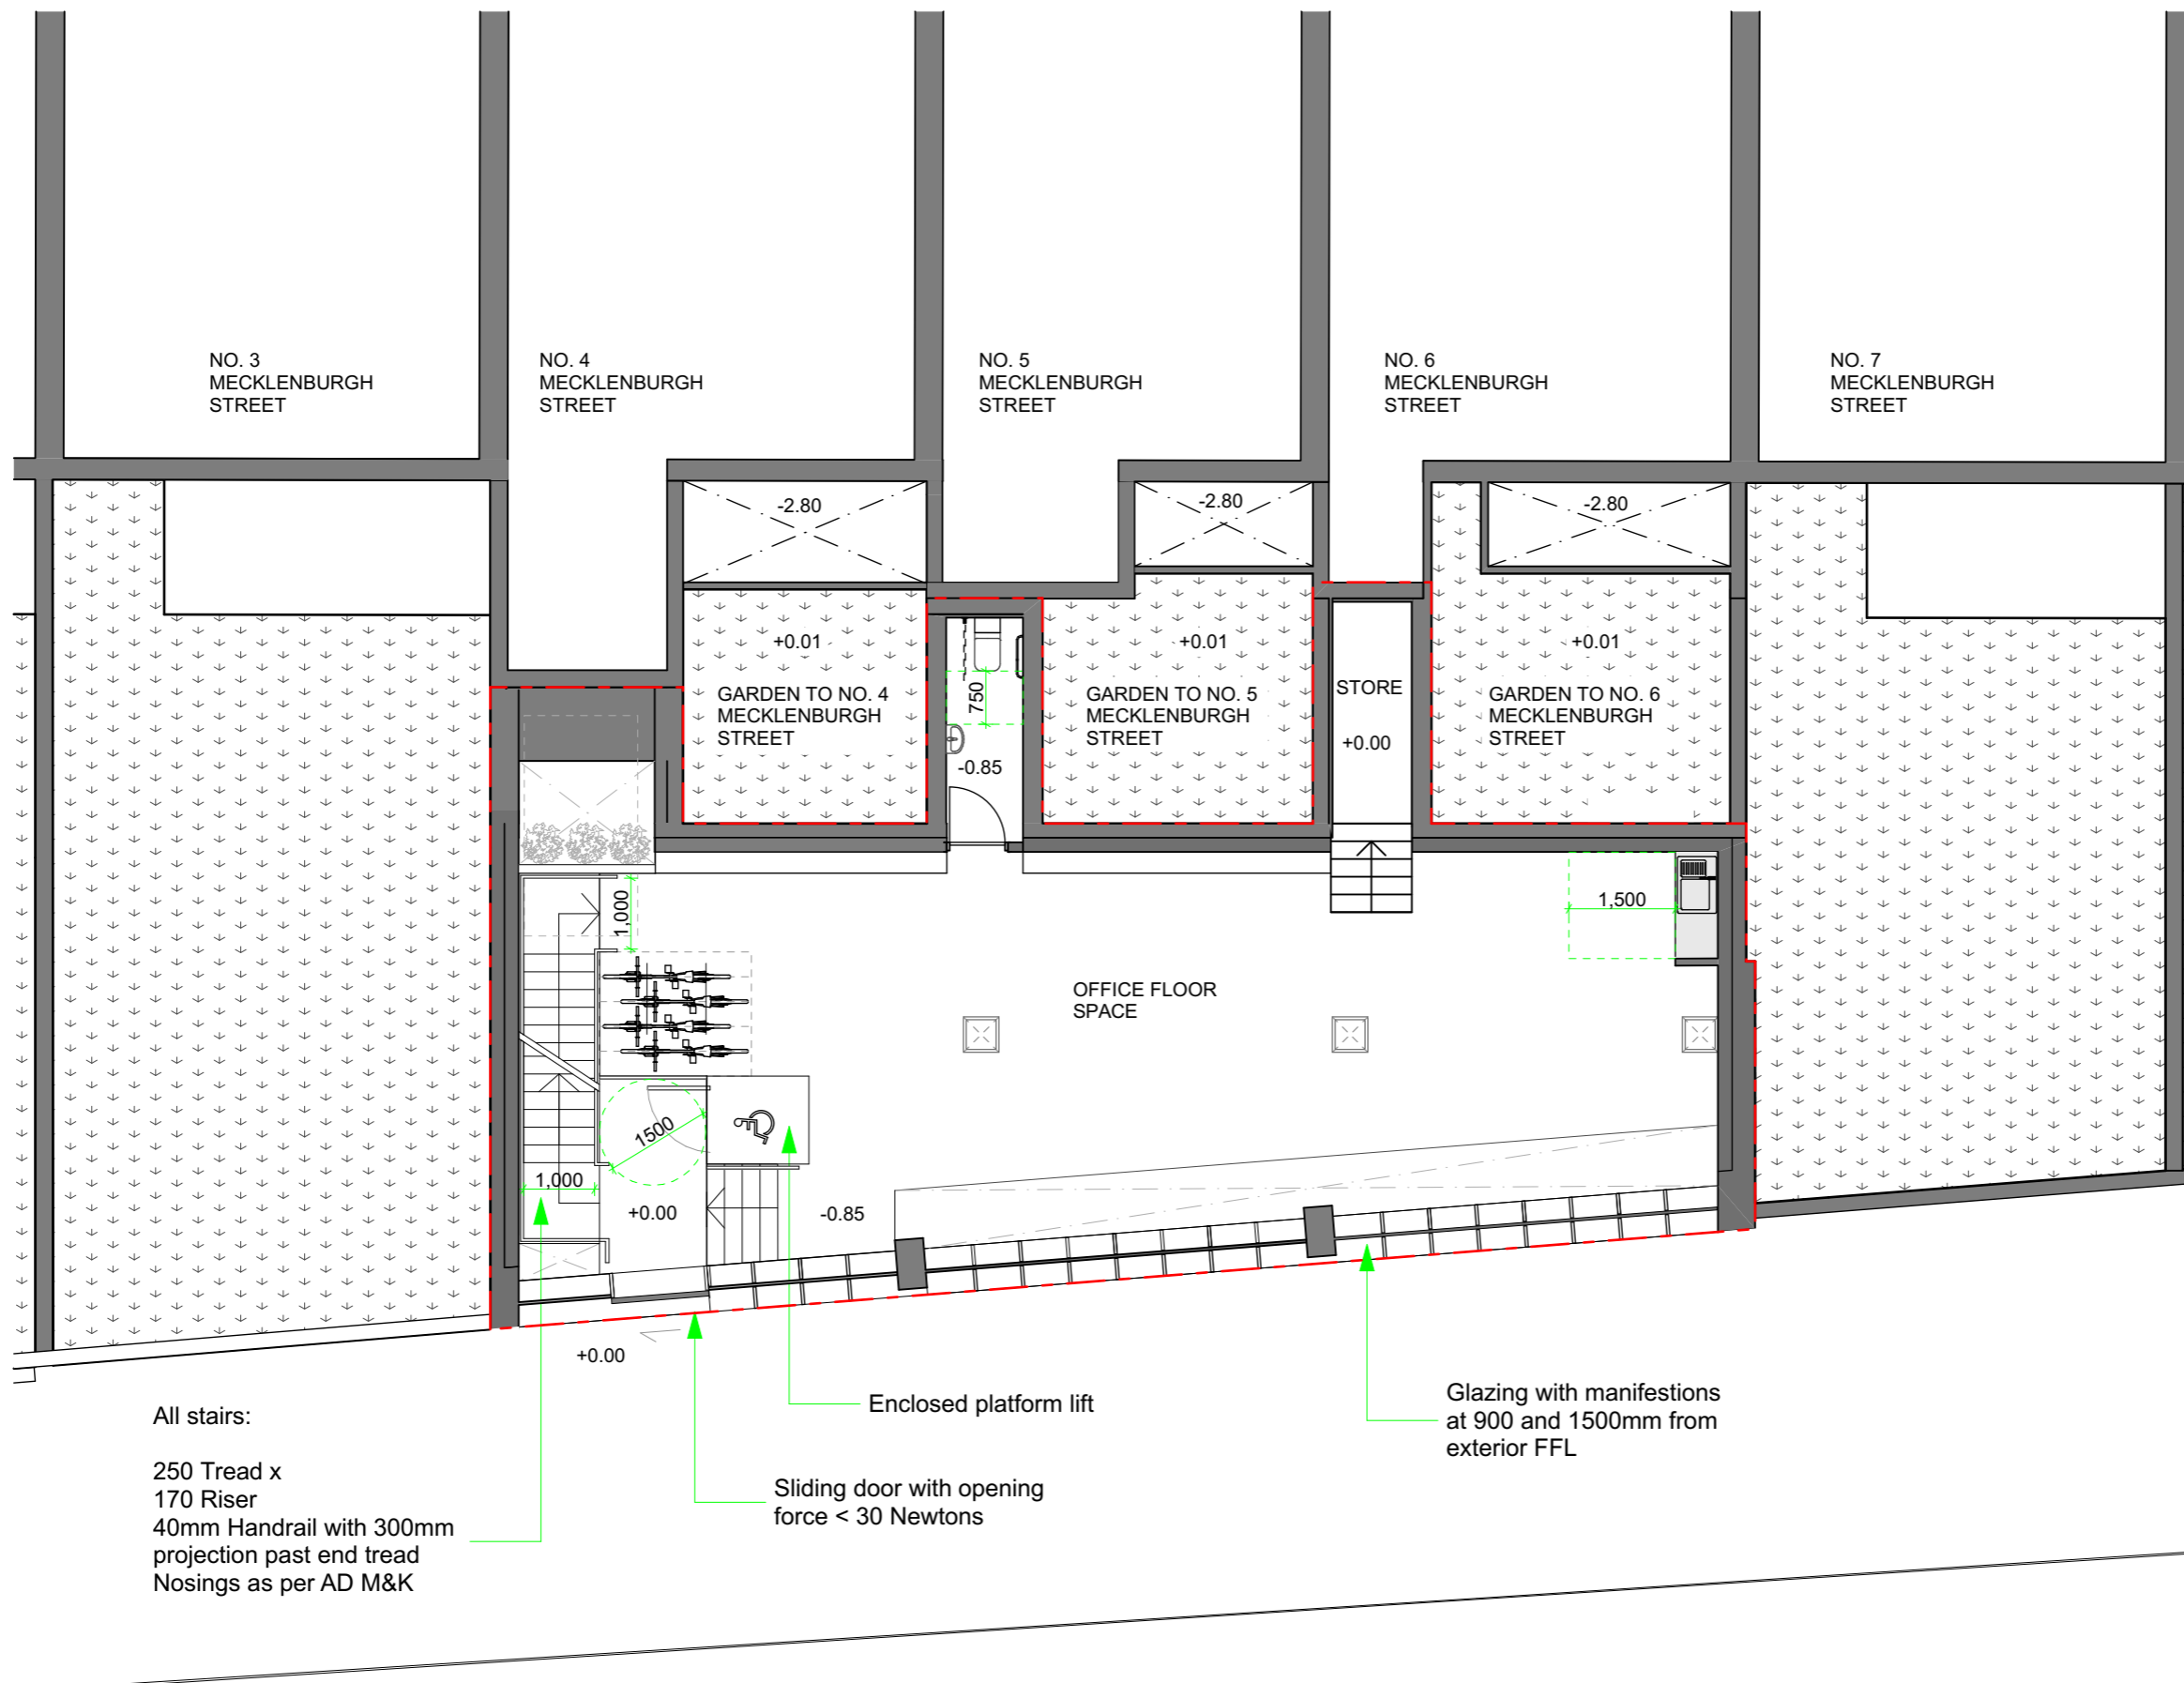 NO. 3
MECKLENBURGH
STREET
NO. 4
MECKLENBURGH
STREET
NO. 5
MECKLENBURGH
STREET
NO. 6
MECKLENBURGH
STREET
NO. 7
MECKLENBURGH
STREET
-2.80
-2.80
-2.80
+0.01
+0.01
+0.01
GARDEN TO NO. 4
MECKLENBURGH
STREET
750
-0.85
GARDEN TO NO. 5
MECKLENBURGH
STREET
STORE
+0.00
GARDEN TO NO. 6
MECKLENBURGH
STREET
1,000
1,500
OFFICE FLOOR
SPACE
1500
1,000
+0.00
-0.85
+0.00
All stairs:
250 Tread x
170 Riser
40mm Handrail with 300mm
projection past end tread
Nosings as per AD M&K
Enclosed platform lift
Sliding door with opening
force < 30 Newtons
Glazing with manifestions
at 900 and 1500mm from
exterior FFL